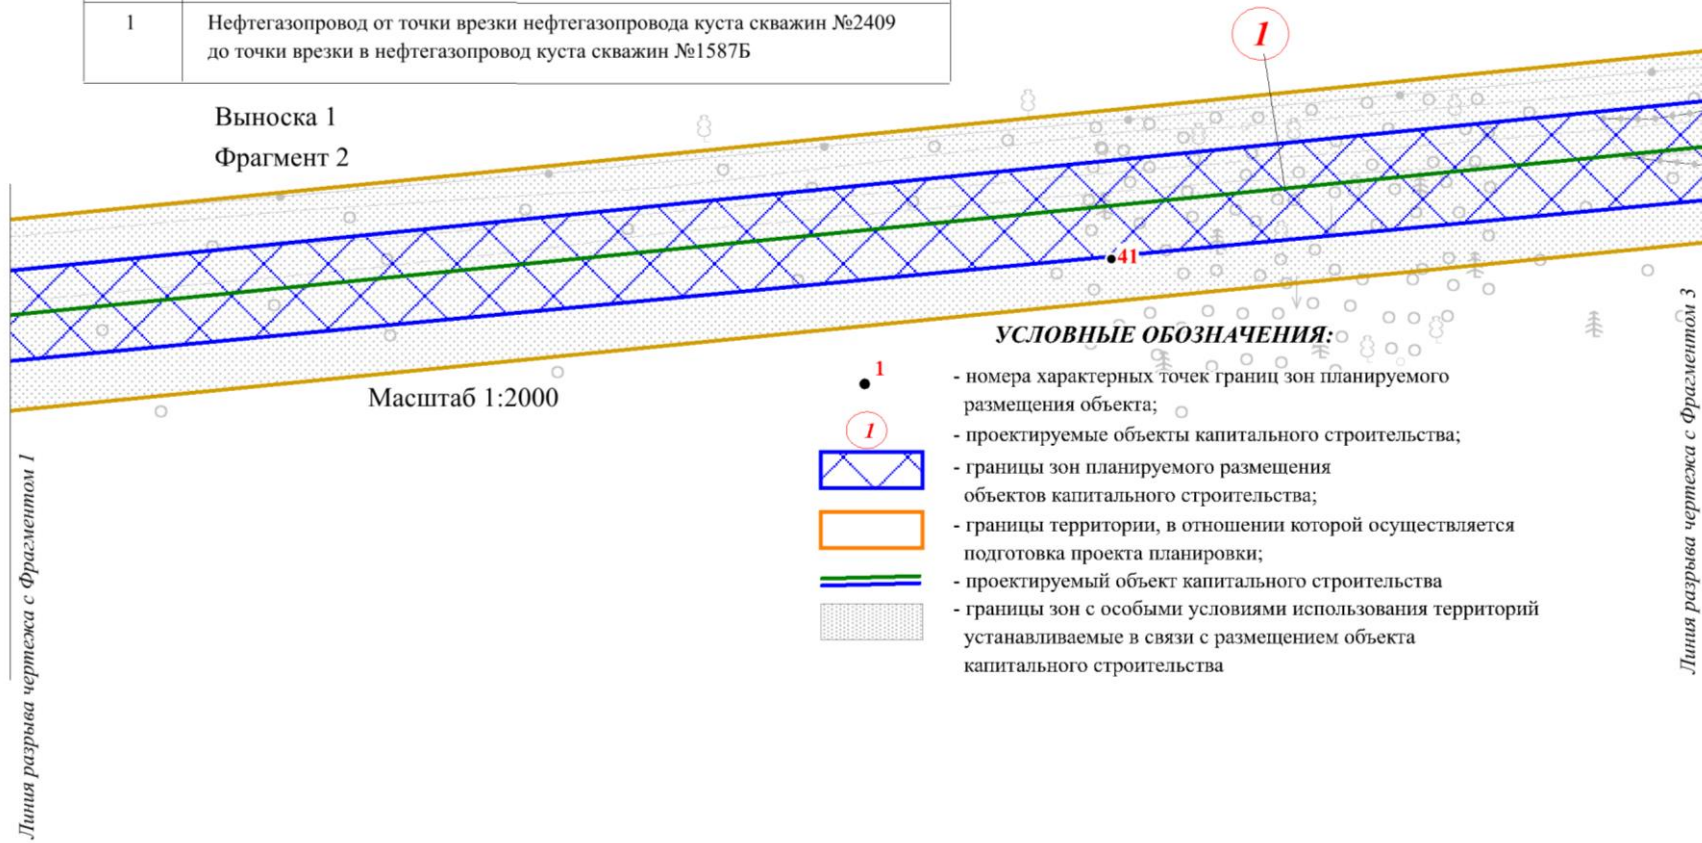 1 Нефтегазопровод от точки врезки нефтегазопровода куста скважин №2409
до точки врезки в нефтегазопровод куста скважин №1587Б
1
Выноска 1
Фрагмент 2
41
Масштаб 1:2000
УСЛОВНЫЕ ОБОЗНАЧЕНИЯ:
1
- номера характерных точек границ зон планируемого
размещения объекта;
1
- проектируемые объекты капитального строительства;
- границы зон планируемого размещения
объектов капитального строительства;
- границы территории, в отношении которой осуществляется
подготовка проекта планировки;
- проектируемый объект капитального строительства
- границы зон с особыми условиями использования территорий
устанавливаемые в связи с размещением объекта
капитального строительства
Линия разрыва чертежа с Фрагментом 1
Линия разрыва чертежа с Фрагментом 3